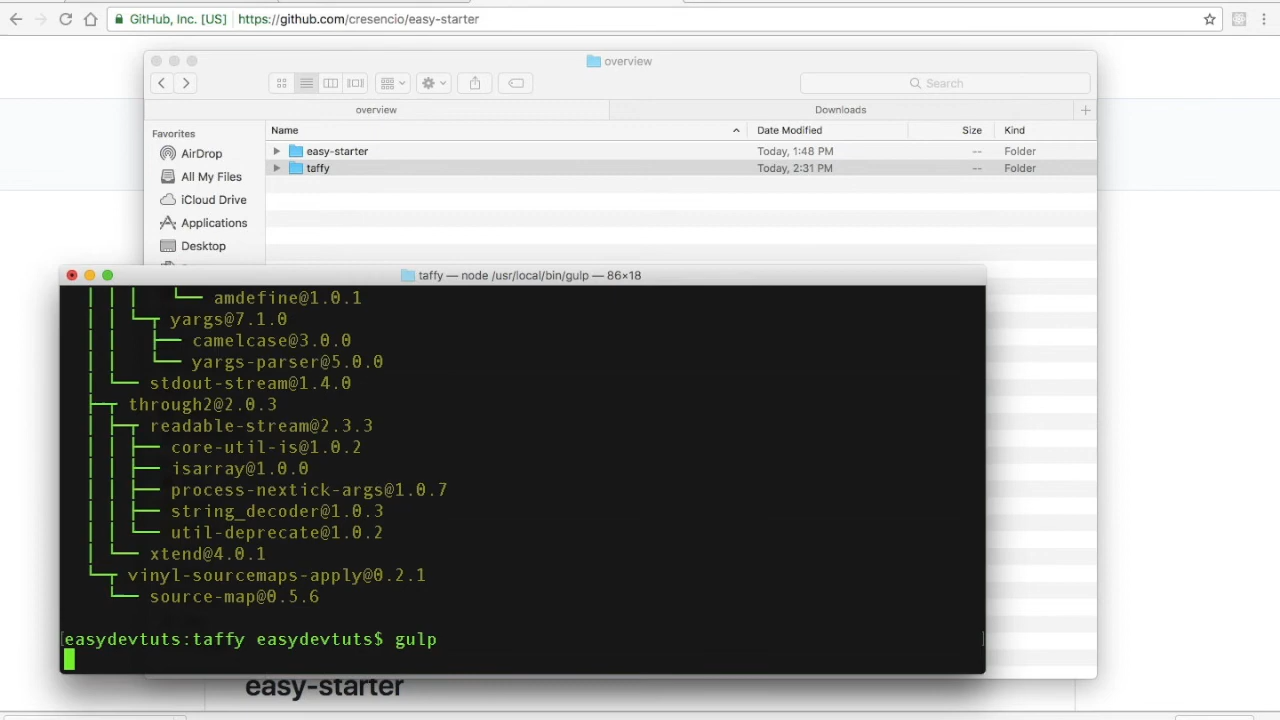 GitHub, Inc. [US] https://github.com/cresencio/easy-starter
overview
Search
overview Downloads +
Name Date Modified Size Kind
Favorites
AirDrop
All My Files
iCloud Drive
Applications
Desktop
easy-starter Today, 1:48 PM -- Folder
taffy Today, 2:31 PM -- Folder
taffy — node /usr/local/bin/gulp — 86×18
amdefine@1.0.1
yargs@7.1.0
camelcase@3.0.0
yargs-parser@5.0.0
stdout-stream@1.4.0
through2@2.0.3
readable-stream@2.3.3
core-util-is@1.0.2
isarray@1.0.0
process-nextick-args@1.0.7
string_decoder@1.0.3
util-deprecate@1.0.2
xtend@4.0.1
vinyl-sourcemaps-apply@0.2.1
source-map@0.5.6
[easydevtuts:taffy easydevtuts$ gulp ]
easy-starter